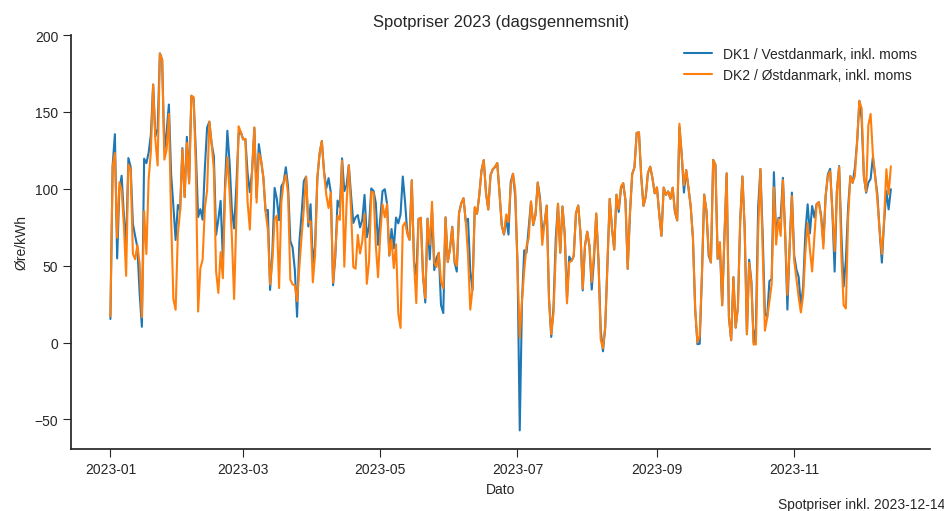 Spotpriser 2023 (dagsgennemsnit)
DK1 / Vestdanmark, inkl. moms
DK2 / Østdanmark, inkl. moms
200
150
100
50
0
−50
Øre/kWh
2023-01
2023-03
2023-05
2023-07
2023-09
2023-11
Dato
Spotpriser inkl. 2023-12-14